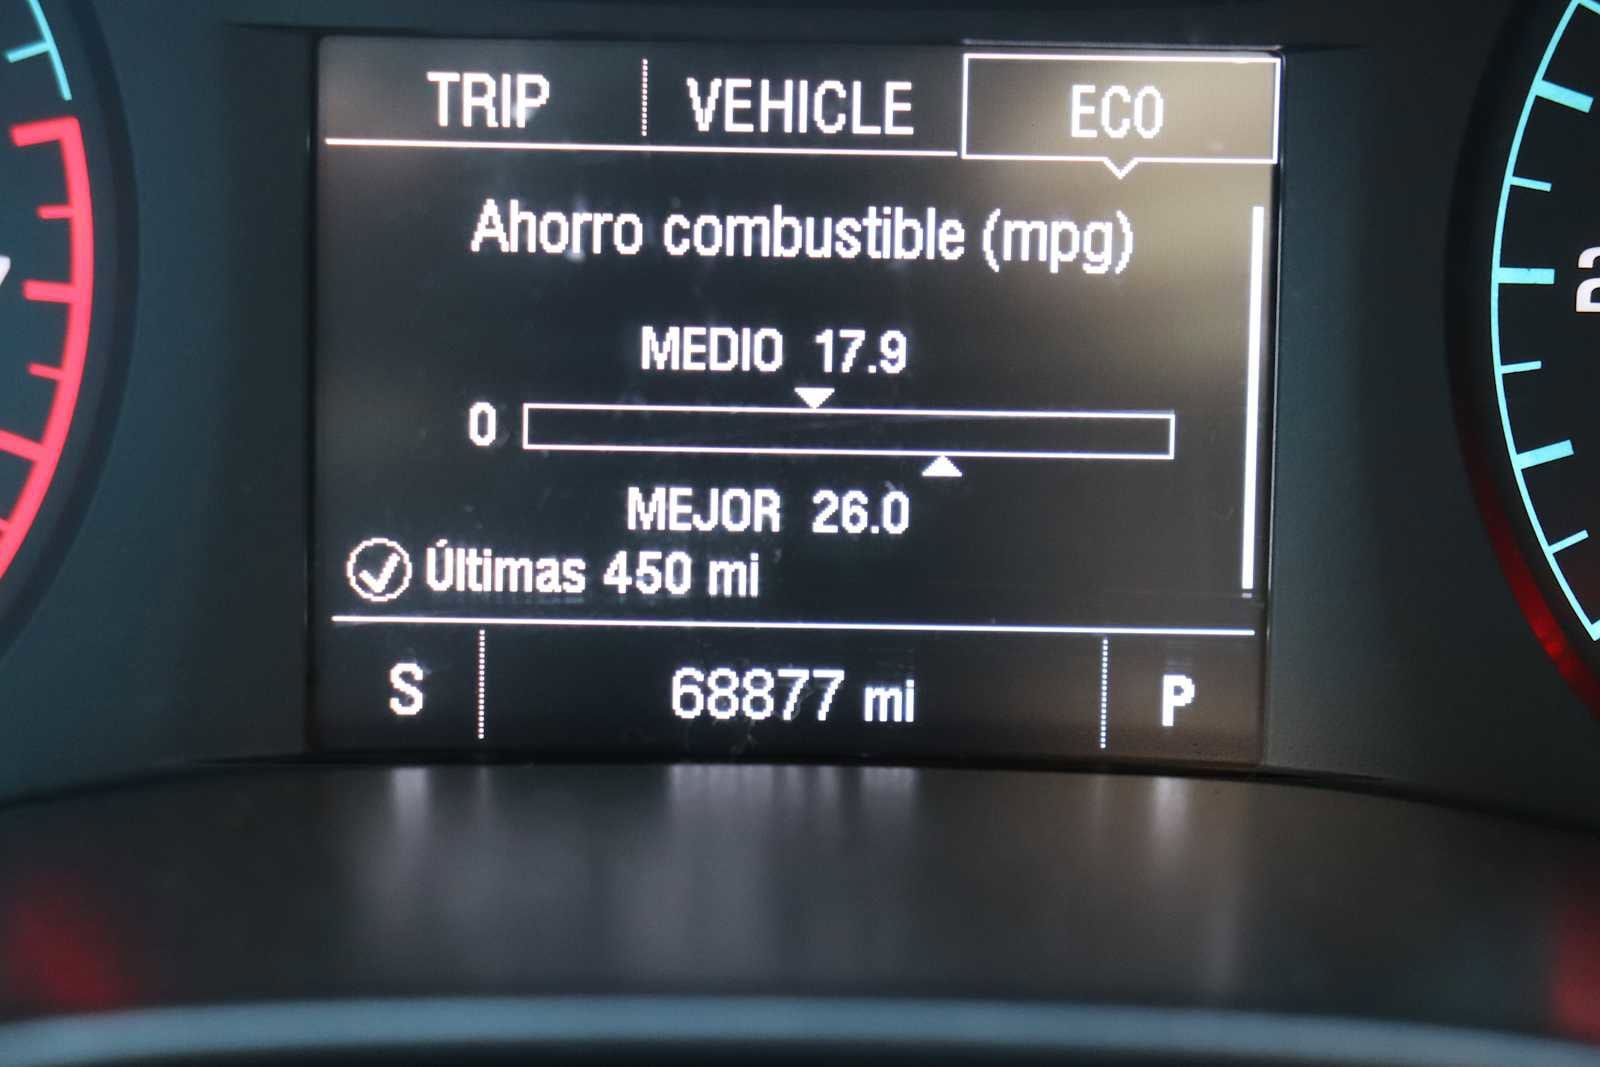 TRIP VEHICLE ECO
Ahorro combustible (mpg)
MEDIO 17.9
0
MEJOR 26.0
Últimas 450 mi
S 68877 mi P